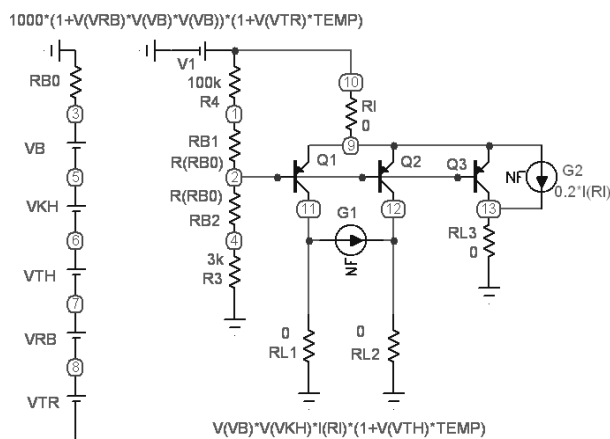 1000*(1+V(VRB)*V(VB)*V(VB))*(1+V(VTR)*TEMP)
V1
RB0
100k
R4
10
RI
0
3
1
VB
RB1
9
R(RB0)
Q1
Q2
Q3
G2
NF
0.2*I(RI)
5
2
R(RB0)
RB2
VKH
11
12
13
G1
NF
RL3
0
6
4
3k
R3
VTH
7
VRB
0
RL1
0
RL2
8
VTR
V(VB)*V(VKH)*I(RI)*(1+V(VTH)*TEMP)